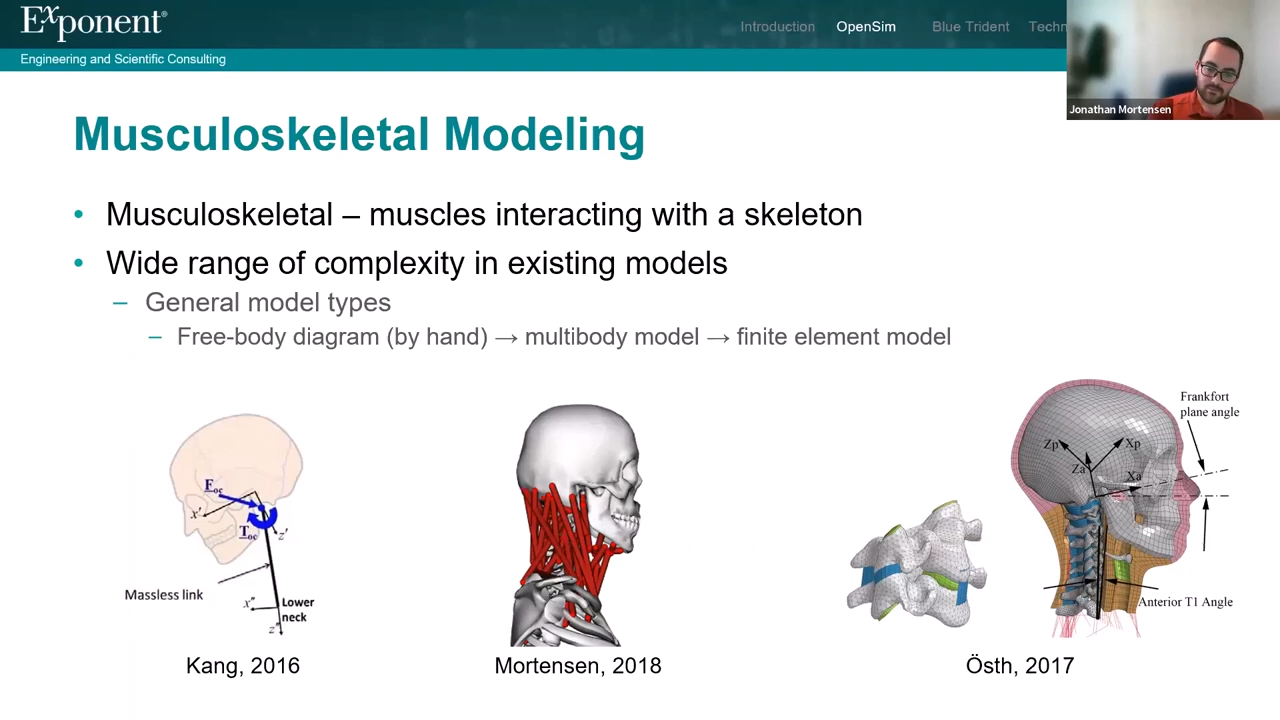 Exponent®
Introduction OpenSim Blue Trident Techn
Engineering and Scientific Consulting
Jonathan Mortensen
Musculoskeletal Modeling
• Musculoskeletal – muscles interacting with a skeleton
• Wide range of complexity in existing models
– General model types
– Free-body diagram (by hand) → multibody model → finite element model
Foc
x'
Toc
z'
Massless link
x''
Lower
neck
z''
Frankfort
plane angle
Zp
Xp
Za
Xa
Anterior T1 Angle
Kang, 2016
Mortensen, 2018
Östh, 2017